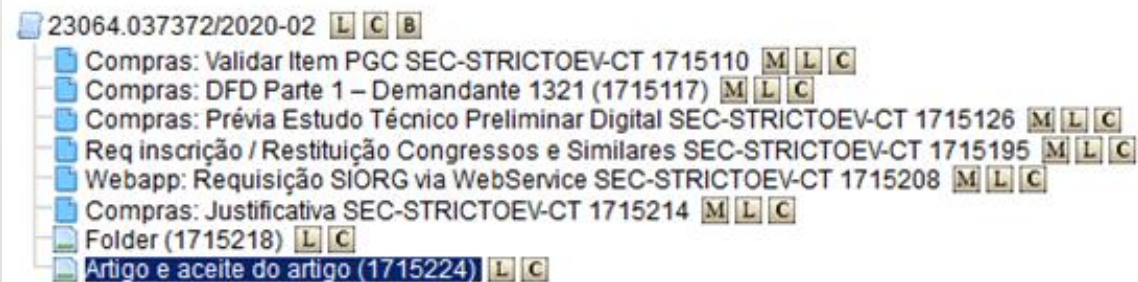 23064.037372/2020-02 L C B
Compras: Validar Item PGC SEC-STRICTOEV-CT 1715110 M L C
Compras: DFD Parte 1 – Demandante 1321 (1715117) M L C
Compras: Prévia Estudo Técnico Preliminar Digital SEC-STRICTOEV-CT 1715126 M L C
Req inscrição / Restituição Congressos e Similares SEC-STRICTOEV-CT 1715195 M L C
Webapp: Requisição SIORG via WebService SEC-STRICTOEV-CT 1715208 M L C
Compras: Justificativa SEC-STRICTOEV-CT 1715214 M L C
Folder (1715218) L C
Artigo e aceite do artigo (1715224) L C